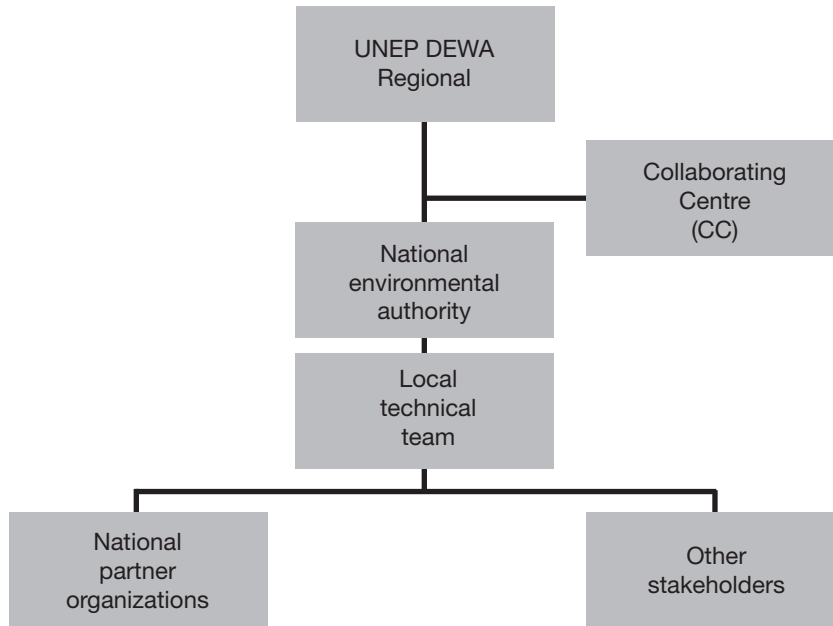 UNEP DEWA
Regional
Collaborating
Centre
(CC)
National
environmental
authority
Local
technical
team
National
partner
organizations
Other
stakeholders